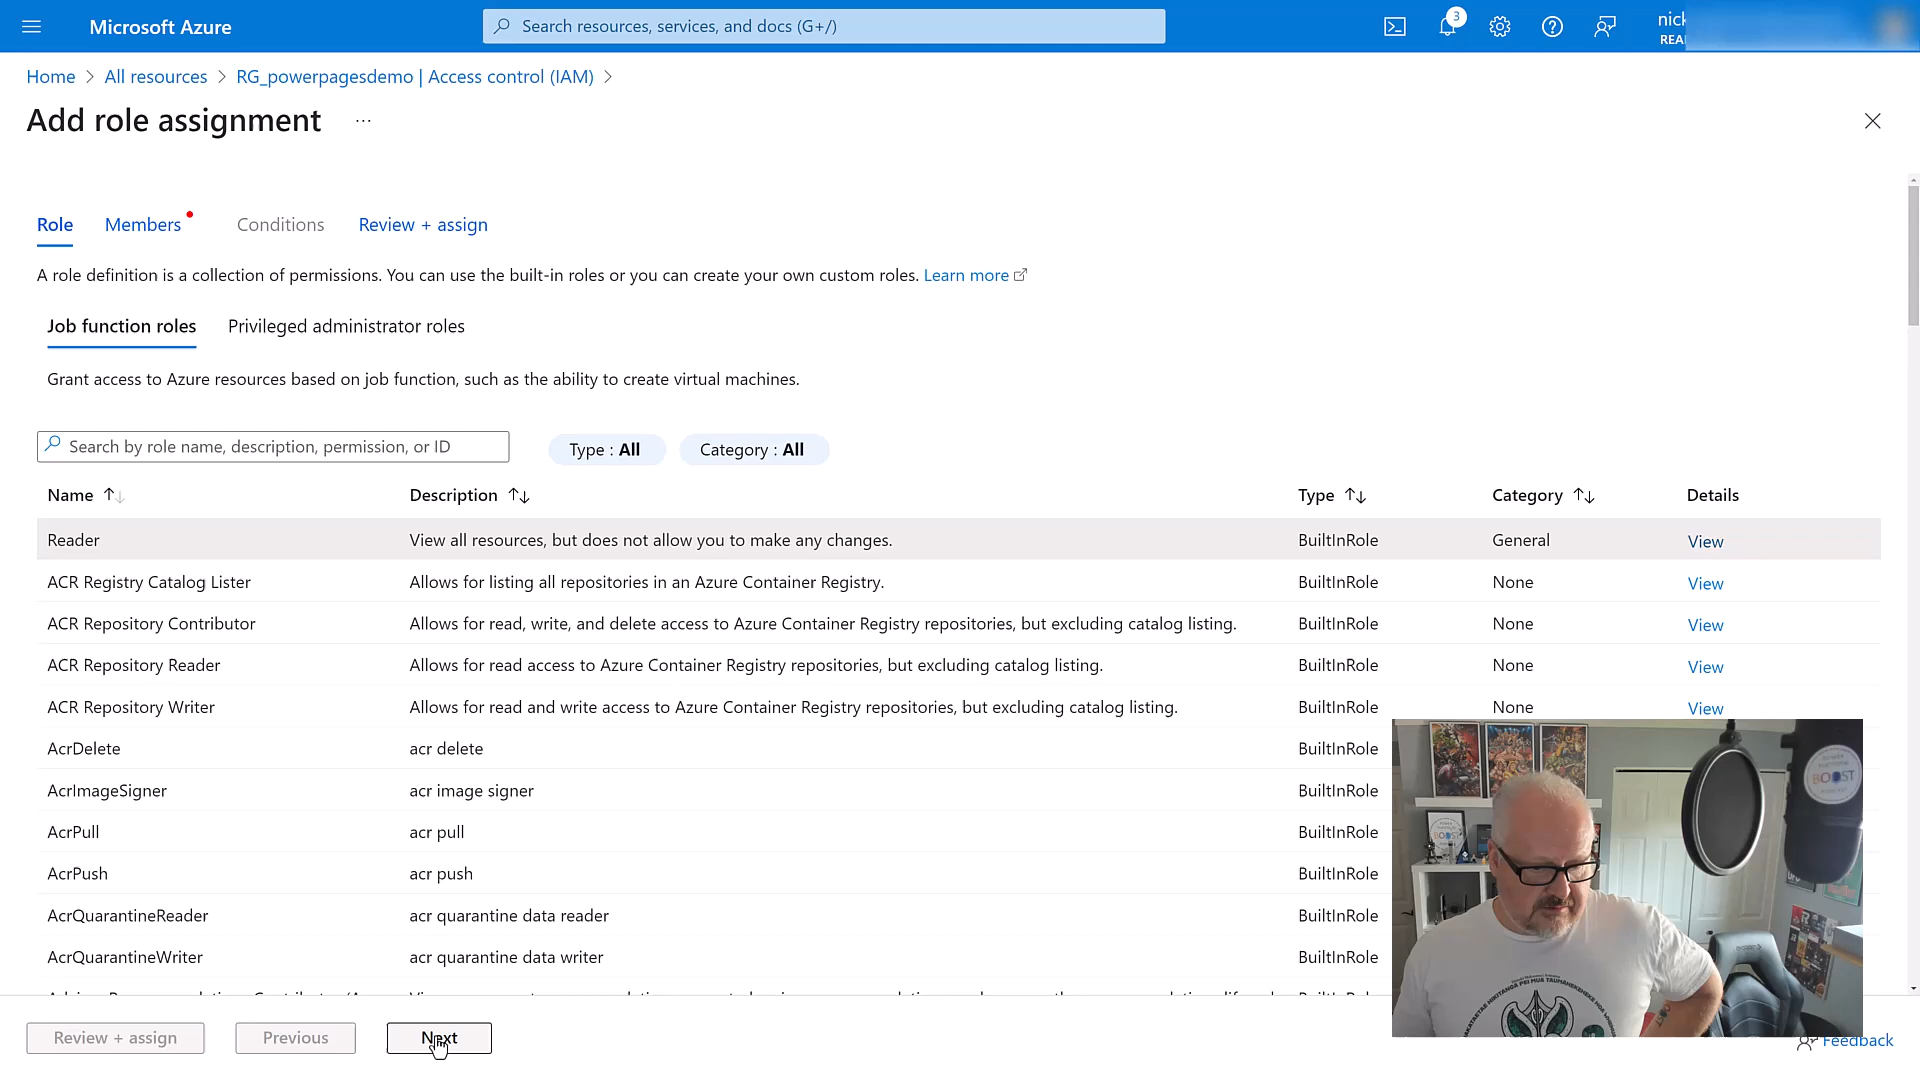 Microsoft Azure
Search resources, services, and docs (G+/)
3
nick
REA
Home > All resources > RG_powerpagesdemo | Access control (IAM) >
Add role assignment ...
Role Members Conditions Review + assign
A role definition is a collection of permissions. You can use the built-in roles or you can create your own custom roles. Learn more
Job function roles Privileged administrator roles
Grant access to Azure resources based on job function, such as the ability to create virtual machines.
Search by role name, description, permission, or ID Type : All Category : All
Name Description Type Category Details
Reader View all resources, but does not allow you to make any changes. BuiltInRole General View
ACR Registry Catalog Lister Allows for listing all repositories in an Azure Container Registry. BuiltInRole None View
ACR Repository Contributor Allows for read, write, and delete access to Azure Container Registry repositories, but excluding catalog listing. BuiltInRole None View
ACR Repository Reader Allows for read access to Azure Container Registry repositories, but excluding catalog listing. BuiltInRole None View
ACR Repository Writer Allows for read and write access to Azure Container Registry repositories, but excluding catalog listing. BuiltInRole None View
AcrDelete acr delete BuiltInRole
AcrImageSigner acr image signer BuiltInRole
AcrPull acr pull BuiltInRole
AcrPush acr push BuiltInRole
AcrQuarantineReader acr quarantine data reader BuiltInRole
AcrQuarantineWriter acr quarantine data writer BuiltInRole
BOOST
BOOST
Review + assign Previous Next
Feedback